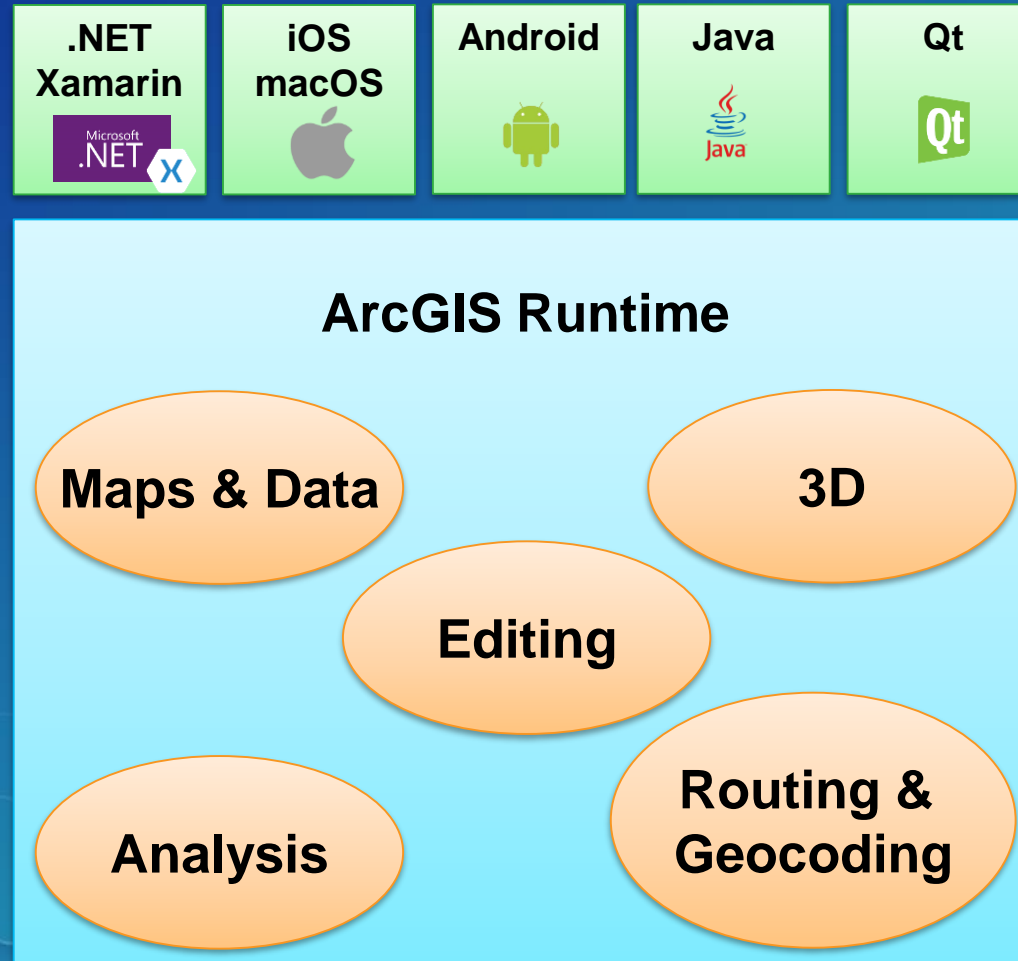 .NET
Xamarin
Microsoft
.NET
X
iOS
macOS
Android
Java
Java
Qt
Qt
ArcGIS Runtime
Maps & Data
3D
Editing
Analysis
Routing &
Geocoding